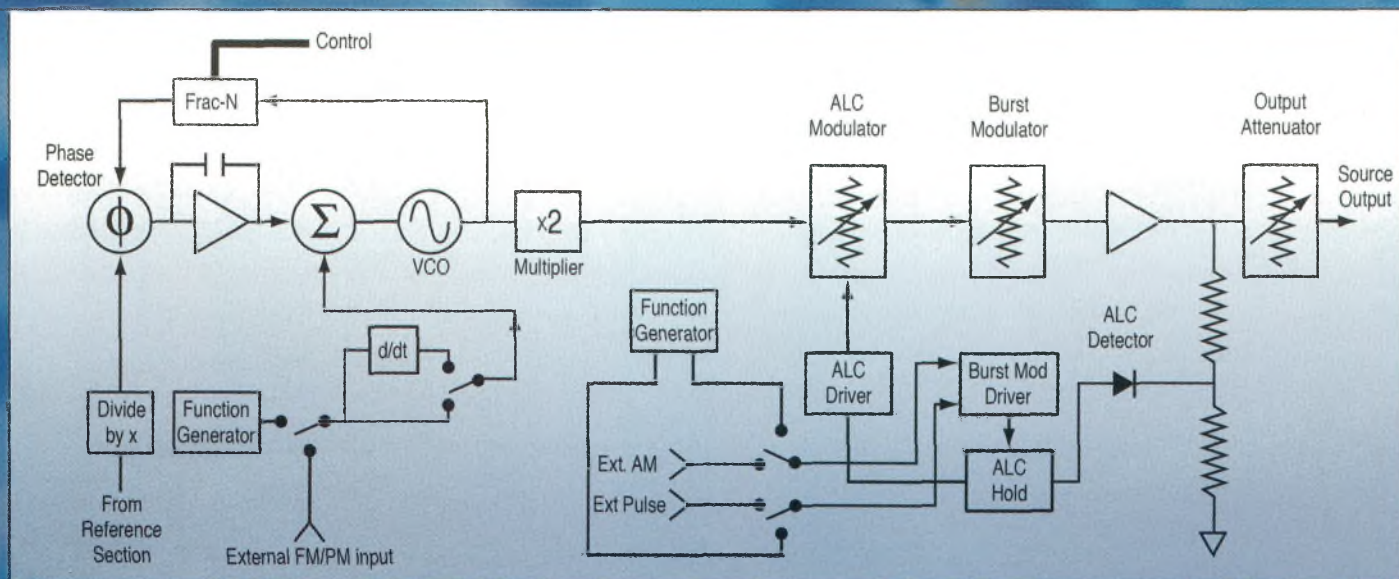 Control
Frac-N
Phase
Detector
ϕ
Σ
VCO
x2
Multiplier
ALC
Modulator
Burst
Modulator
Output
Attenuator
Source
Output
Divide
by x
From
Reference
Section
Function
Generator
d/dt
External FM/PM input
Function
Generator
ALC
Driver
Burst Mod
Driver
ALC
Detector
Ext. AM
Ext Pulse
ALC
Hold